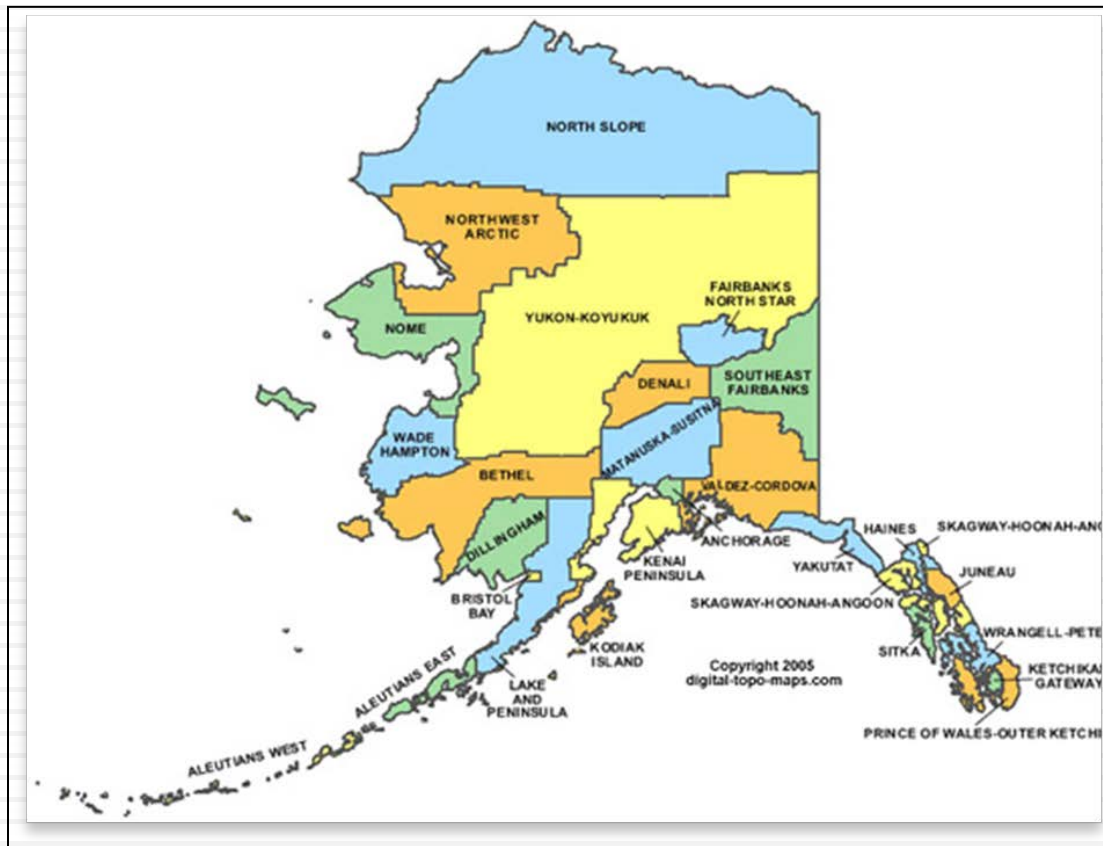 NORTH SLOPE
NORTHWEST
ARCTIC
FAIRBANKS
NORTH STAR
NOME
YUKON-KOYUKUK
DENALI
SOUTHEAST
FAIRBANKS
WADE
HAMPTON
MATANUSKA-SUSITNA
BETHEL
VALDEZ-CORDOVA
DILLINGHAM
ANCHORAGE
HAINES
SKAGWAY-HOONAH-ANG
KENAI
PENINSULA
YAKUTAT
JUNEAU
BRISTOL
BAY
SKAGWAY-HOONAH-ANGOON
KODIAK
ISLAND
SITKA
WRANGELL-PETE
Copyright 2005
digital-topo-maps.com
KETCHIKA
GATEWAY
ALEUTIANS EAST
LAKE
AND
PENINSULA
PRINCE OF WALES-OUTER KETCHI
ALEUTIANS WEST